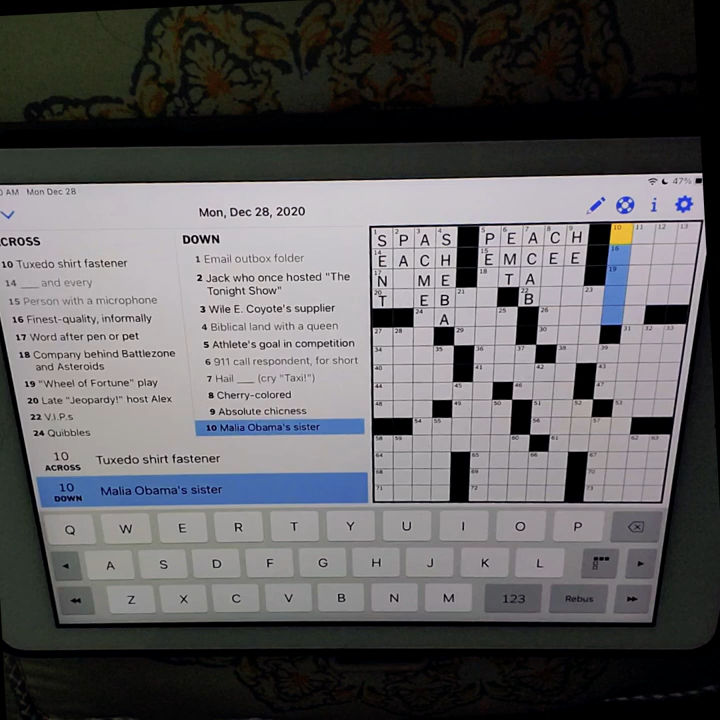 0 AM Mon Dec 28
47%
Mon, Dec 28, 2020
CROSS
10 Tuxedo shirt fastener
14 ___ and every
15 Person with a microphone
16 Finest-quality, informally
17 Word after pen or pet
18 Company behind Battlezone
and Asteroids
19 "Wheel of Fortune" play
20 Late "Jeopardy!" host Alex
22 V.I.P.s
24 Quibbles
DOWN
1 Email outbox folder
2 Jack who once hosted "The
Tonight Show"
3 Wile E. Coyote's supplier
4 Biblical land with a queen
5 Athlete's goal in competition
6 911 call respondent, for short
7 Hail ___ (cry "Taxi!")
8 Cherry-colored
9 Absolute chicness
10 Malia Obama's sister
10 ACROSS Tuxedo shirt fastener
10 DOWN Malia Obama's sister
S P A S P E A C H
E A C H E M C E E
N M E T A
T E B B
A
Q W E R T Y U I O P
A S D F G H J K L
Z X C V B N M 123 Rebus